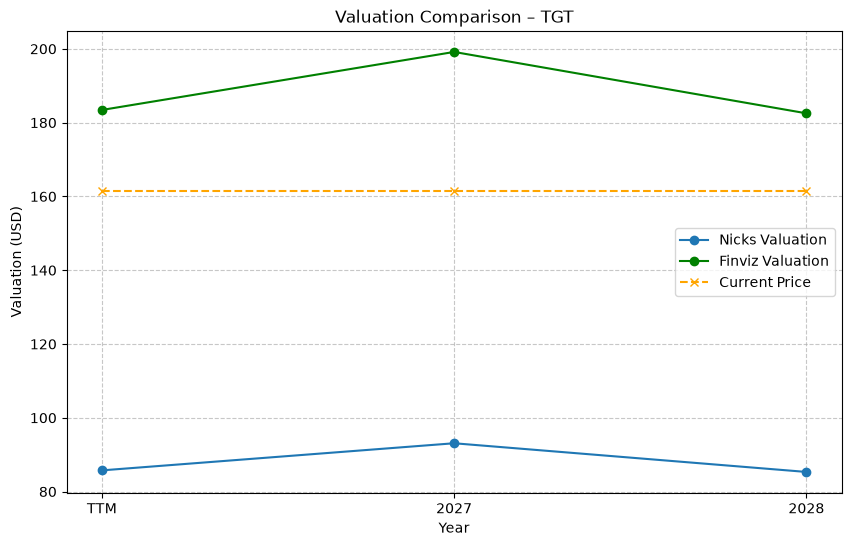 Valuation Comparison – TGT
Valuation (USD)
200
180
160
140
120
100
80
Nicks Valuation
Finviz Valuation
Current Price
TTM
2027
2028
Year